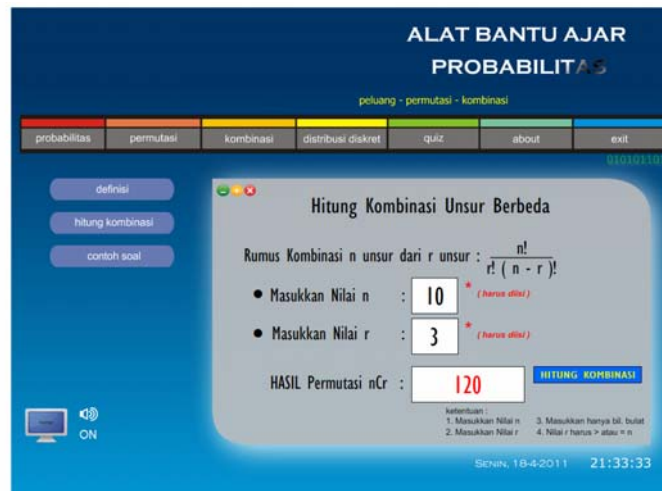 ALAT BANTU AJAR
PROBABILITAS
peluang - permutasi - kombinasi
probabilitas permutasi kombinasi distribusi diskret quiz about exit
01010110
definisi
hitung kombinasi
contoh soal
Hitung Kombinasi Unsur Berbeda
Rumus Kombinasi n unsur dari r unsur : n!
r! ( n - r )!
• Masukkan Nilai n : 10 * ( harus diisi )
• Masukkan Nilai r : 3 * ( harus diisi )
HASIL Permutasi nCr : 120 HITUNG KOMBINASI
ketentuan :
1. Masukkan Nilai n 3. Masukkan hanya bil. bulat
2. Masukkan Nilai r 4. Nilai r harus > atau = n
ON
SENIN, 18-4-2011 21:33:33